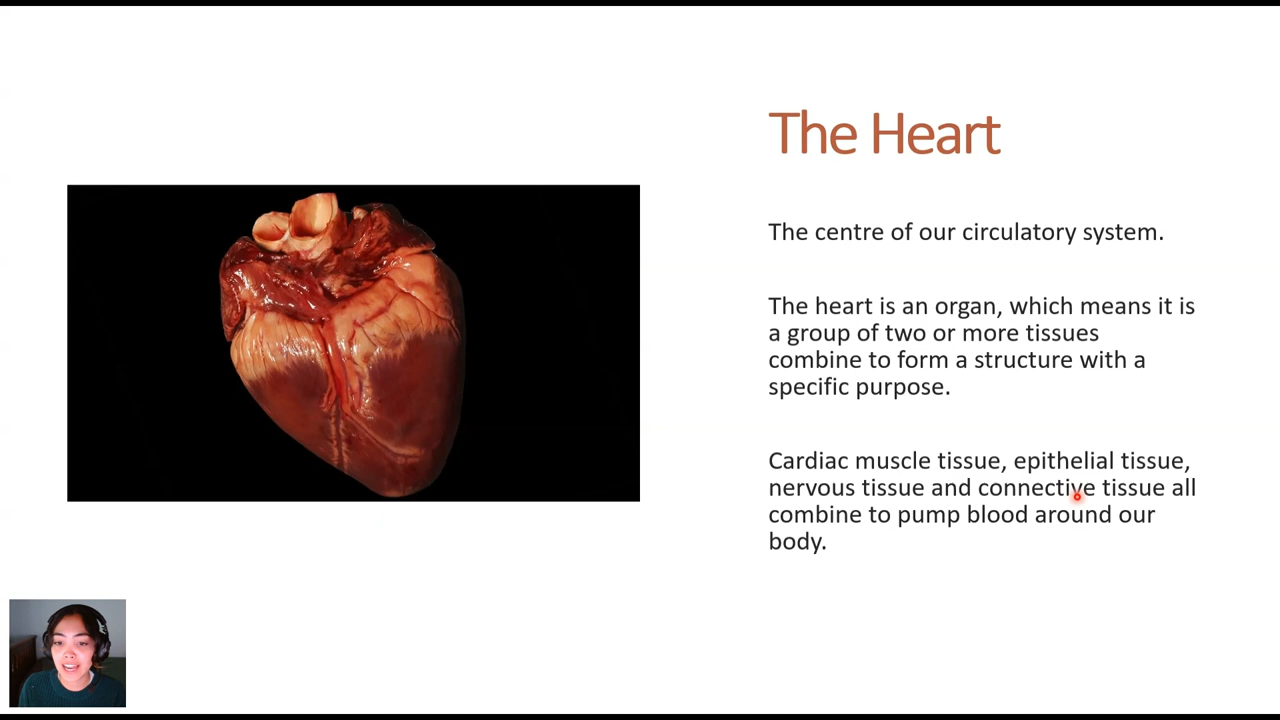 The Heart
The centre of our circulatory system.
The heart is an organ, which means it is
a group of two or more tissues
combine to form a structure with a
specific purpose.
Cardiac muscle tissue, epithelial tissue,
nervous tissue and connective tissue all
combine to pump blood around our
body.